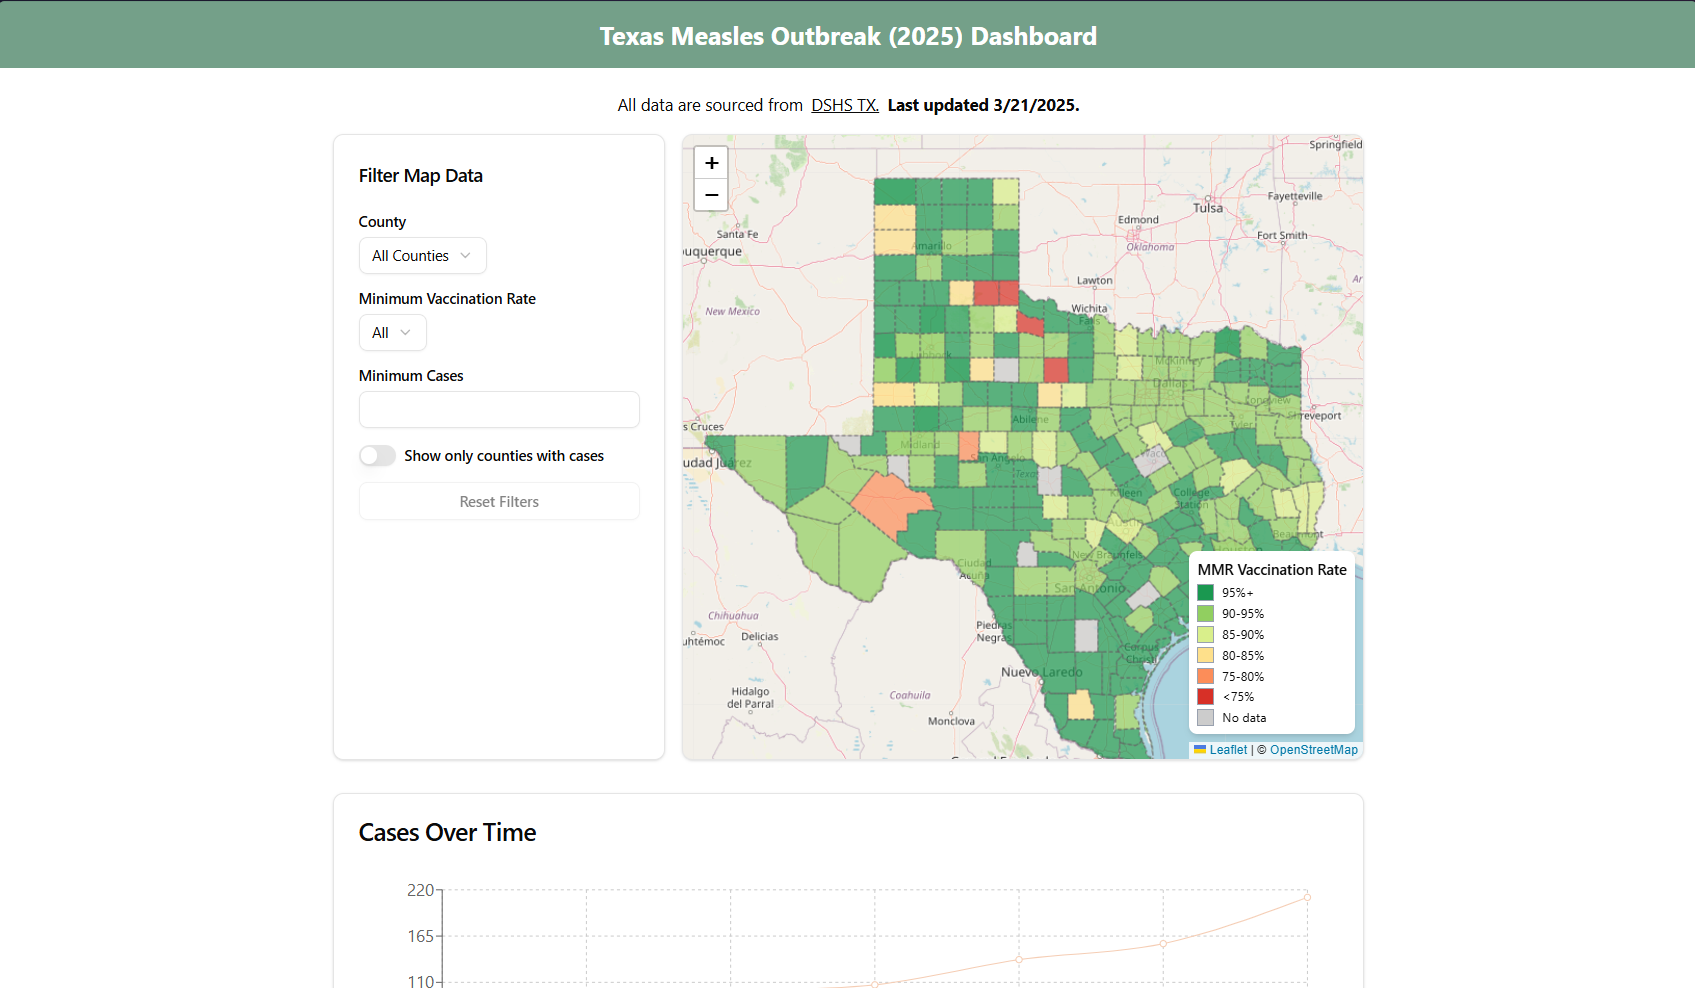 Texas Measles Outbreak (2025) Dashboard
All data are sourced from DSHS TX. Last updated 3/21/2025.
Filter Map Data
County
All Counties
Minimum Vaccination Rate
All
Minimum Cases
Show only counties with cases
Reset Filters
+
−
Springfield
Fayetteville
Tulsa
Edmond
Fort Smith
Santa Fe
uquerque
Amarillo
Oklahoma
Ar
Lawton
New Mexico
Wichita
Falls
Lubbock
McKinney
Dallas
Longview
s Cruces
Abilene
Tyler
hreveport
Midland
udad Juárez
San Angelo
Waco
Texas
Killeen
College
Station
Austin
Beaumont
New Braunfels
Houston
Ciudad
Acuña
San Antonio
Chihuahua
Piedras
Negras
uhtémoc
Delicias
Corpus
Christi
Nuevo Laredo
Hidalgo
del Parral
Coahuila
Monclova
MMR Vaccination Rate
95%+
90-95%
85-90%
80-85%
75-80%
<75%
No data
Leaflet | © OpenStreetMap
Cases Over Time
220
165
110